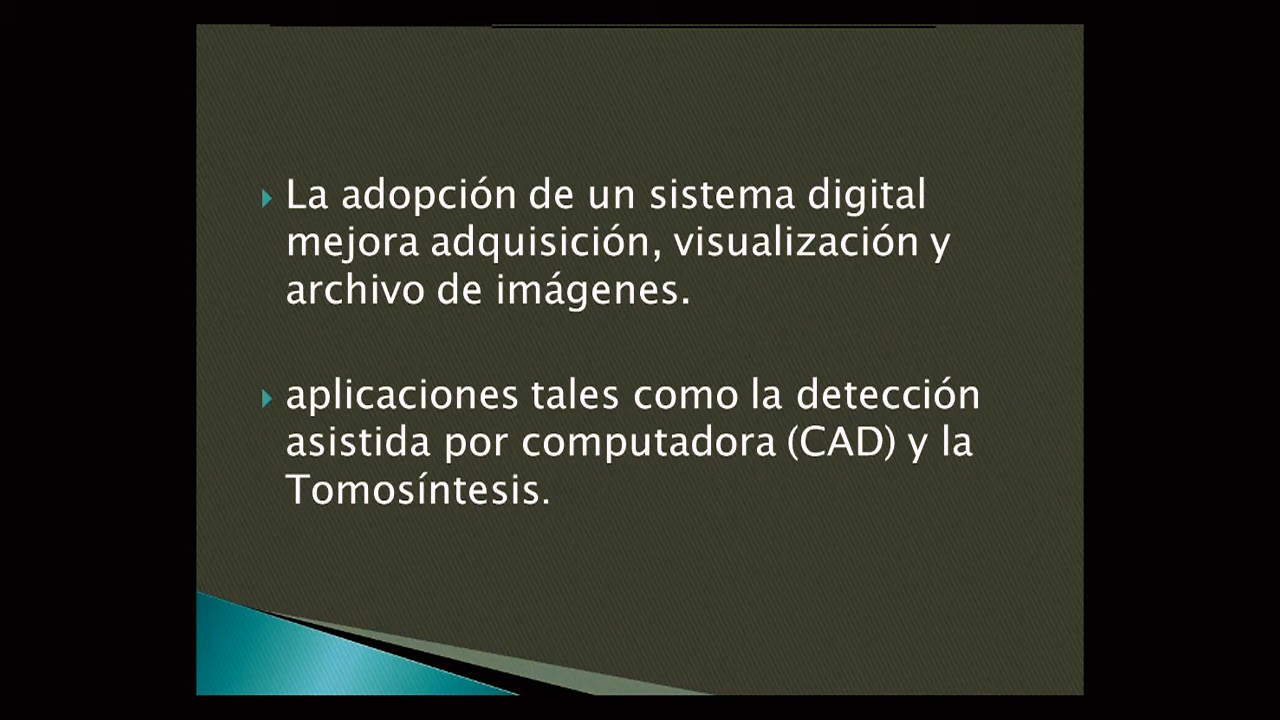 La adopción de un sistema digital
mejora adquisición, visualización y
archivo de imágenes.
aplicaciones tales como la detección
asistida por computadora (CAD) y la
Tomosíntesis.